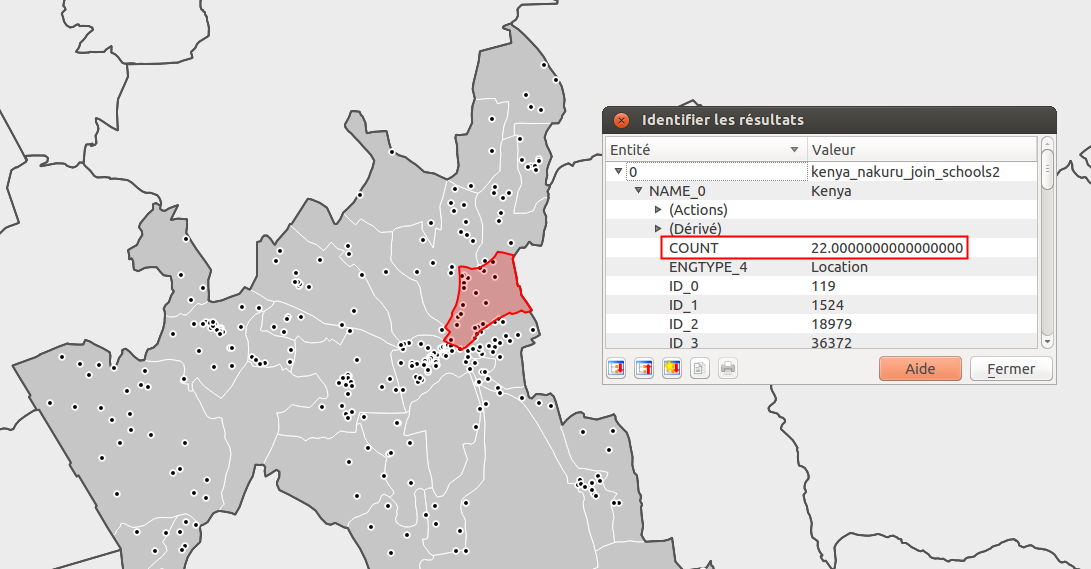 Identifier les résultats
Entité Valeur
0 kenya_nakuru_join_schools2
NAME_0 Kenya
(Actions)
(Dérivé)
COUNT 22.0000000000000000
ENGTYPE_4 Location
ID_0 119
ID_1 1524
ID_2 18979
ID_3 36372
Aide Fermer